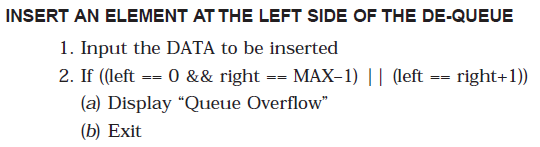 INSERT AN ELEMENT AT THE LEFT SIDE OF THE DE-QUEUE
1. Input the DATA to be inserted
2. If ((left == 0 && right == MAX–1) || (left == right+1))
(a) Display “Queue Overflow”
(b) Exit